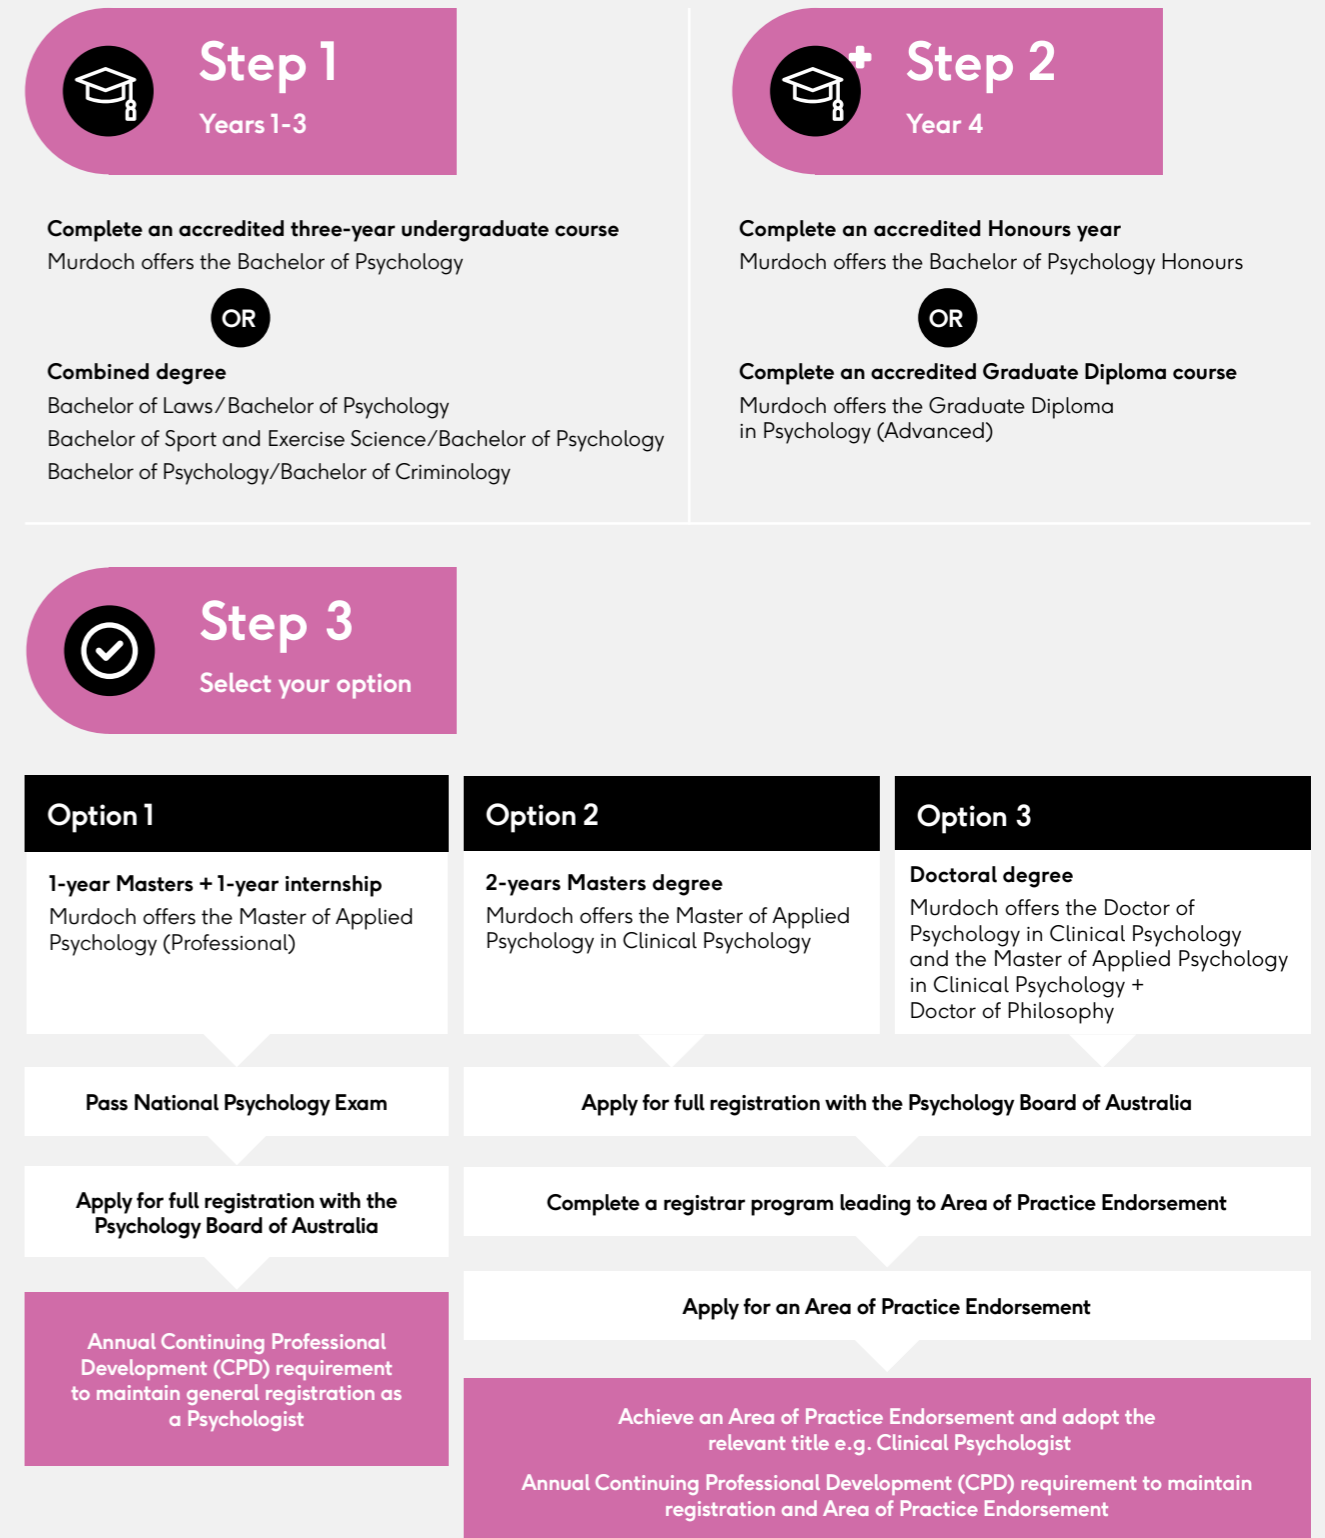 Step 1
Years 1-3
Complete an accredited three-year undergraduate course
Murdoch offers the Bachelor of Psychology
OR
Combined degree
Bachelor of Laws/Bachelor of Psychology
Bachelor of Sport and Exercise Science/Bachelor of Psychology
Bachelor of Psychology/Bachelor of Criminology
Step 2
Year 4
Complete an accredited Honours year
Murdoch offers the Bachelor of Psychology Honours
OR
Complete an accredited Graduate Diploma course
Murdoch offers the Graduate Diploma
in Psychology (Advanced)
Step 3
Select your option
Option 1
1-year Masters + 1-year internship
Murdoch offers the Master of Applied
Psychology (Professional)
Pass National Psychology Exam
Apply for full registration with the
Psychology Board of Australia
Annual Continuing Professional
Development (CPD) requirement
to maintain general registration as
a Psychologist
Option 2
2-years Masters degree
Murdoch offers the Master of Applied
Psychology in Clinical Psychology
Option 3
Doctoral degree
Murdoch offers the Doctor of
Psychology in Clinical Psychology
and the Master of Applied Psychology
in Clinical Psychology +
Doctor of Philosophy
Apply for full registration with the Psychology Board of Australia
Complete a registrar program leading to Area of Practice Endorsement
Apply for an Area of Practice Endorsement
Achieve an Area of Practice Endorsement and adopt the
relevant title e.g. Clinical Psychologist
Annual Continuing Professional Development (CPD) requirement to maintain
registration and Area of Practice Endorsement